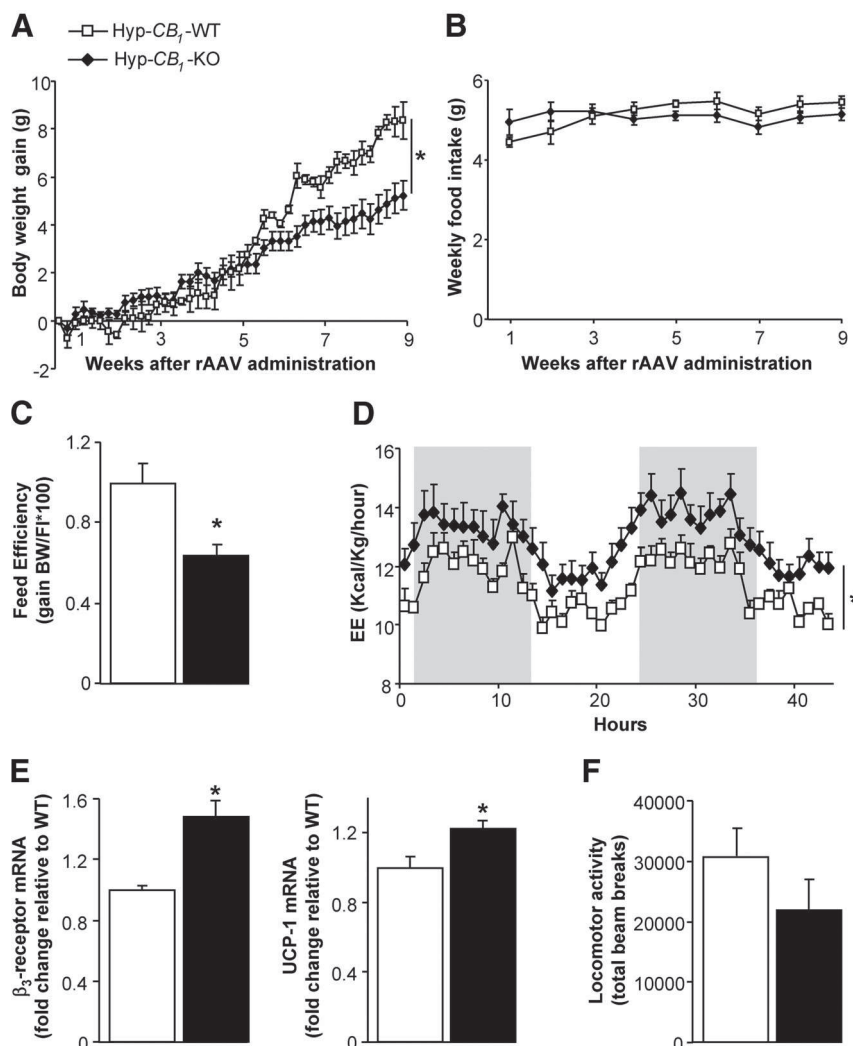 A
Hyp-CB1-WT
Hyp-CB1-KO
Body weight gain (g)
10
8
6
4
2
0
-2
1
3
5
7
9
*
Weeks after rAAV administration
B
Weekly food intake (g)
6
4
2
0
1
3
5
7
9
Weeks after rAAV administration
C
Feed Efficiency
(gain BW/FI*100)
1.2
0.8
0.4
0
*
D
EE (Kcal/Kg/hour)
16
14
12
10
8
0
10
20
30
40
Hours
*
E
β3-receptor mRNA
(fold change relative to WT)
1.6
1.2
0.8
0.4
0
*
UCP-1 mRNA
(fold change relative to WT)
1.2
0.8
0.4
0
*
F
Locomotor activity
(total beam breaks)
40000
30000
20000
10000
0